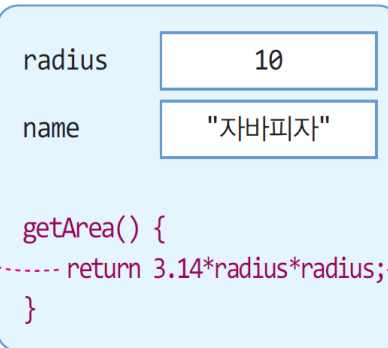 radius 10
name "자바피자"
getArea() {
return 3.14*radius*radius;
}